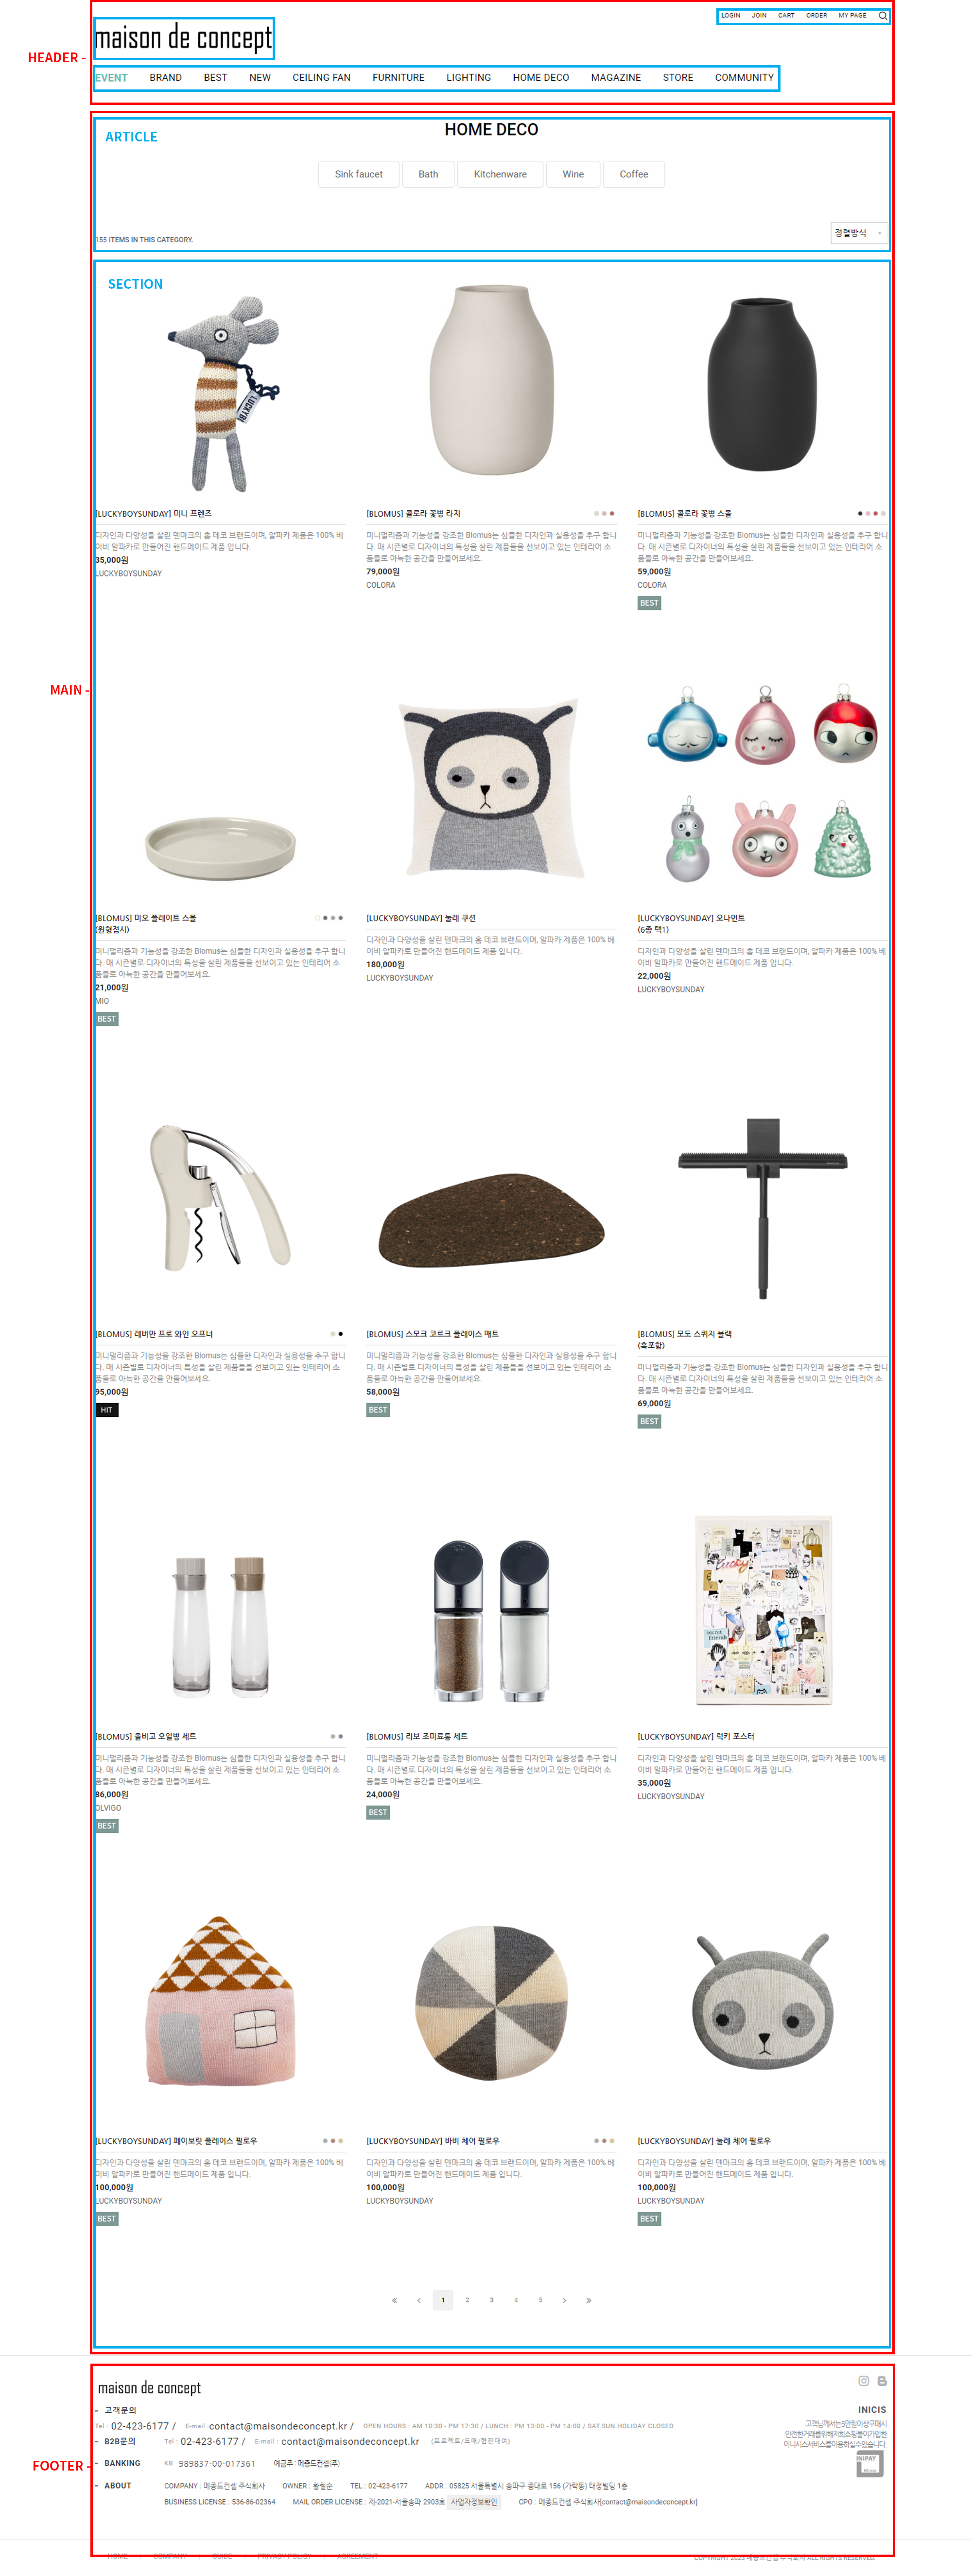 LOGIN JOIN CART ORDER MY PAGE
maison de concept
HEADER -
EVENT BRAND BEST NEW CEILING FAN FURNITURE LIGHTING HOME DECO MAGAZINE STORE COMMUNITY
ARTICLE
HOME DECO
Sink faucet Bath Kitchenware Wine Coffee
정렬방식
155 ITEMS IN THIS CATEGORY.
SECTION
LUCKYB
[LUCKYBOYSUNDAY] 미니 프렌즈
디자인과 다양성을 살린 덴마크의 홈 데코 브랜드이며, 알파카 제품은 100% 베
이비 알파카로 만들어진 핸드메이드 제품 입니다.
35,000원
LUCKYBOYSUNDAY
[BLOMUS] 콜로라 꽃병 라지
미니멀리즘과 기능성을 강조한 Blomus는 심플한 디자인과 실용성을 추구 합니
다. 매 시즌별로 디자이너의 특성을 살린 제품들을 선보이고 있는 인테리어 소
품들로 아늑한 공간을 만들어보세요.
79,000원
COLORA
[BLOMUS] 콜로라 꽃병 스몰
미니멀리즘과 기능성을 강조한 Blomus는 심플한 디자인과 실용성을 추구 합니
다. 매 시즌별로 디자이너의 특성을 살린 제품들을 선보이고 있는 인테리어 소
품들로 아늑한 공간을 만들어보세요.
59,000원
COLORA
BEST
MAIN -
[BLOMUS] 미오 플레이트 스몰
(원형접시)
미니멀리즘과 기능성을 강조한 Blomus는 심플한 디자인과 실용성을 추구 합니
다. 매 시즌별로 디자이너의 특성을 살린 제품들을 선보이고 있는 인테리어 소
품들로 아늑한 공간을 만들어보세요.
21,000원
MIO
BEST
[LUCKYBOYSUNDAY] 눌레 쿠션
디자인과 다양성을 살린 덴마크의 홈 데코 브랜드이며, 알파카 제품은 100% 베
이비 알파카로 만들어진 핸드메이드 제품 입니다.
180,000원
LUCKYBOYSUNDAY
[LUCKYBOYSUNDAY] 오너먼트
(6종 택1)
디자인과 다양성을 살린 덴마크의 홈 데코 브랜드이며, 알파카 제품은 100% 베
이비 알파카로 만들어진 핸드메이드 제품 입니다.
22,000원
LUCKYBOYSUNDAY
[BLOMUS] 레버만 프로 와인 오프너
미니멀리즘과 기능성을 강조한 Blomus는 심플한 디자인과 실용성을 추구 합니
다. 매 시즌별로 디자이너의 특성을 살린 제품들을 선보이고 있는 인테리어 소
품들로 아늑한 공간을 만들어보세요.
95,000원
HIT
[BLOMUS] 스모크 코르크 플레이스 매트
미니멀리즘과 기능성을 강조한 Blomus는 심플한 디자인과 실용성을 추구 합니
다. 매 시즌별로 디자이너의 특성을 살린 제품들을 선보이고 있는 인테리어 소
품들로 아늑한 공간을 만들어보세요.
58,000원
BEST
[BLOMUS] 모도 스퀴지 블랙
(훅포함)
미니멀리즘과 기능성을 강조한 Blomus는 심플한 디자인과 실용성을 추구 합니
다. 매 시즌별로 디자이너의 특성을 살린 제품들을 선보이고 있는 인테리어 소
품들로 아늑한 공간을 만들어보세요.
69,000원
BEST
[BLOMUS] 올비고 오일병 세트
미니멀리즘과 기능성을 강조한 Blomus는 심플한 디자인과 실용성을 추구 합니
다. 매 시즌별로 디자이너의 특성을 살린 제품들을 선보이고 있는 인테리어 소
품들로 아늑한 공간을 만들어보세요.
86,000원
OLVIGO
BEST
[BLOMUS] 리보 조미료통 세트
미니멀리즘과 기능성을 강조한 Blomus는 심플한 디자인과 실용성을 추구 합니
다. 매 시즌별로 디자이너의 특성을 살린 제품들을 선보이고 있는 인테리어 소
품들로 아늑한 공간을 만들어보세요.
24,000원
BEST
[LUCKYBOYSUNDAY] 럭키 포스터
디자인과 다양성을 살린 덴마크의 홈 데코 브랜드이며, 알파카 제품은 100% 베
이비 알파카로 만들어진 핸드메이드 제품 입니다.
35,000원
LUCKYBOYSUNDAY
[LUCKYBOYSUNDAY] 페이보릿 플레이스 필로우
디자인과 다양성을 살린 덴마크의 홈 데코 브랜드이며, 알파카 제품은 100% 베
이비 알파카로 만들어진 핸드메이드 제품 입니다.
100,000원
LUCKYBOYSUNDAY
BEST
[LUCKYBOYSUNDAY] 바비 체어 필로우
디자인과 다양성을 살린 덴마크의 홈 데코 브랜드이며, 알파카 제품은 100% 베
이비 알파카로 만들어진 핸드메이드 제품 입니다.
100,000원
LUCKYBOYSUNDAY
[LUCKYBOYSUNDAY] 눌레 체어 필로우
디자인과 다양성을 살린 덴마크의 홈 데코 브랜드이며, 알파카 제품은 100% 베
이비 알파카로 만들어진 핸드메이드 제품 입니다.
100,000원
LUCKYBOYSUNDAY
BEST
« ‹ 1 2 3 4 5 › »
maison de concept
- 고객문의
Tel : 02-423-6177 / E-mail : contact@maisondeconcept.kr / OPEN HOURS : AM 10:30 - PM 17:30 / LUNCH : PM 13:00 - PM 14:00 / SAT.SUN.HOLIDAY CLOSED
- B2B문의 Tel : 02-423-6177 / E-mail : contact@maisondeconcept.kr (프로젝트/도매/협찬대여)
INICIS
고객님께서는 5만원이상 구매시
안전한거래를위해저희쇼핑몰이가입한
이니시스서비스를이용하실수있습니다.
INIPAY
FOOTER -
- BANKING KB 989837-00-017361 예금주 : 메종드컨셉(주)
- ABOUT COMPANY : 메종드컨셉 주식회사 OWNER : 황철순 TEL : 02-423-6177 ADDR : 05825 서울특별시 송파구 중대로 156 (가락동) 태정빌딩 1층
BUSINESS LICENSE : 536-86-02364 MAIL ORDER LICENSE : 제-2021-서울송파 2903호 사업자정보확인 CPO : 메종드컨셉 주식회사[contact@maisondeconcept.kr]
HOME COMPANY GUIDE PRIVACY POLICY AGREEMENT
COPYRIGHT 2023 메종드컨셉 주식회사 ALL RIGHTS RESERVED.